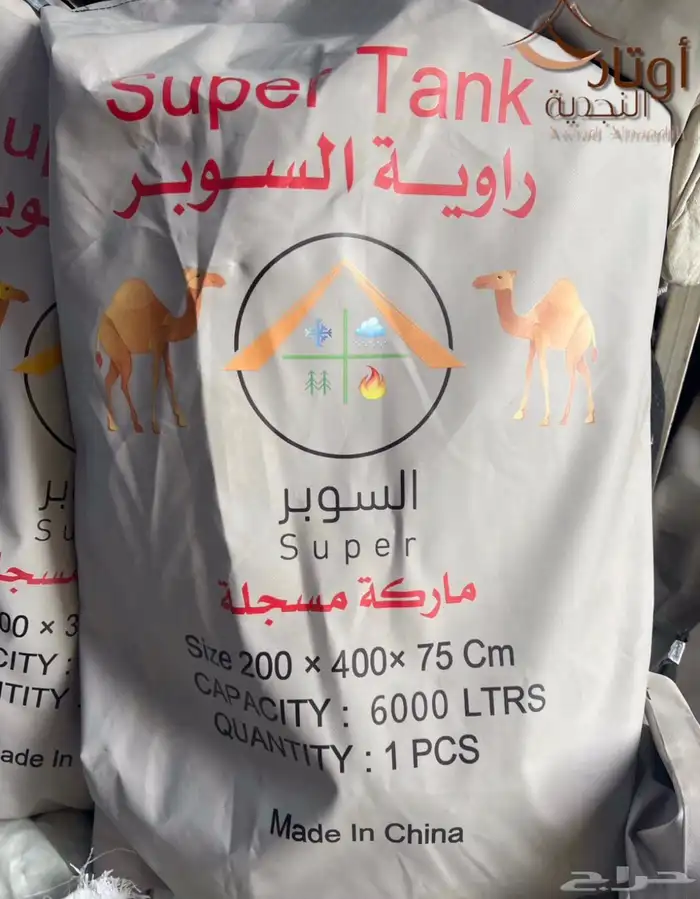 أوتاد
النجدية
Super Tank
راوية السوبر
السوبر
Super
ماركة مسجلة
Size 200 × 400× 75 Cm
CAPACITY : 6000 LTRS
QUANTITY : 1 PCS
Made In China
حراج